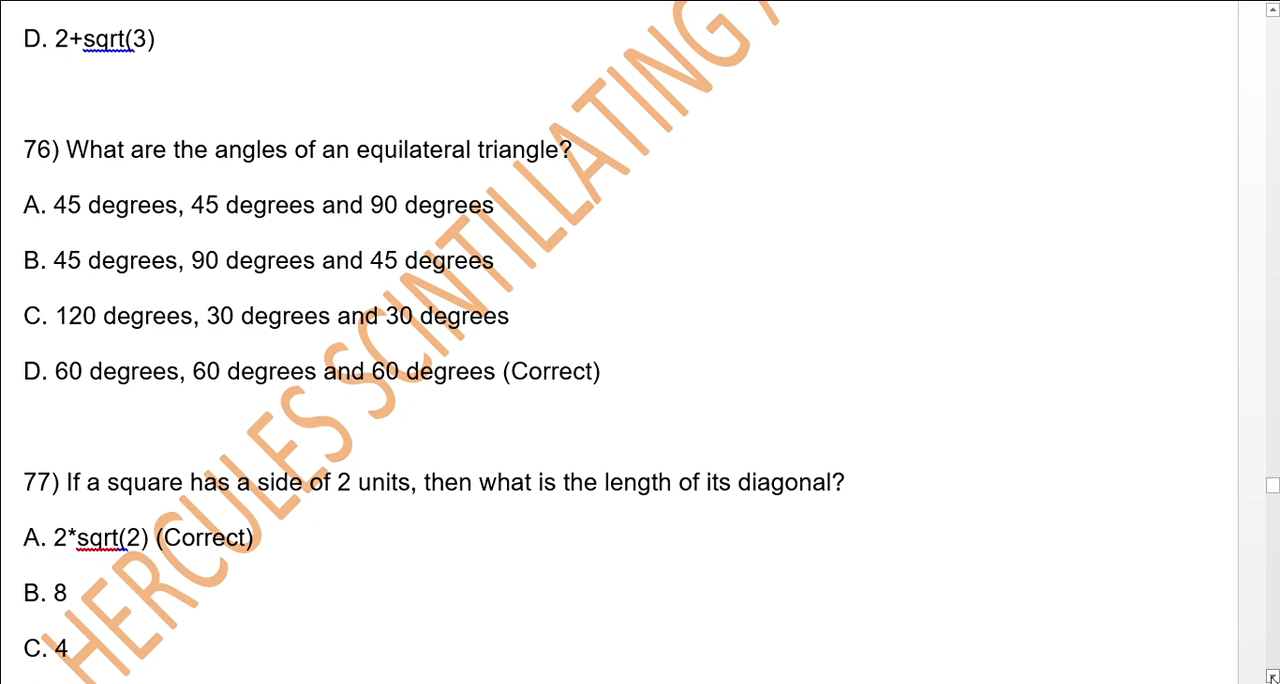 D. 2+sqrt(3)
76) What are the angles of an equilateral triangle?
A. 45 degrees, 45 degrees and 90 degrees
B. 45 degrees, 90 degrees and 45 degrees
C. 120 degrees, 30 degrees and 30 degrees
D. 60 degrees, 60 degrees and 60 degrees (Correct)
77) If a square has a side of 2 units, then what is the length of its diagonal?
A. 2*sqrt(2) (Correct)
B. 8
C. 4
HERCULES SCINTILLATING